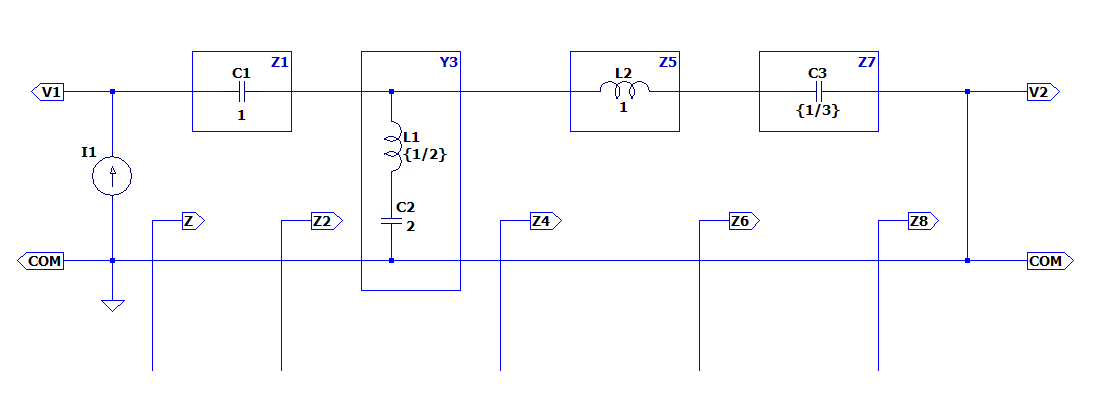 Z1
Y3
Z5
Z7
C1
L2
C3
V1
V2
1
1
{1/3}
L1
{1/2}
I1
C2
2
Z
Z2
Z4
Z6
Z8
COM
COM